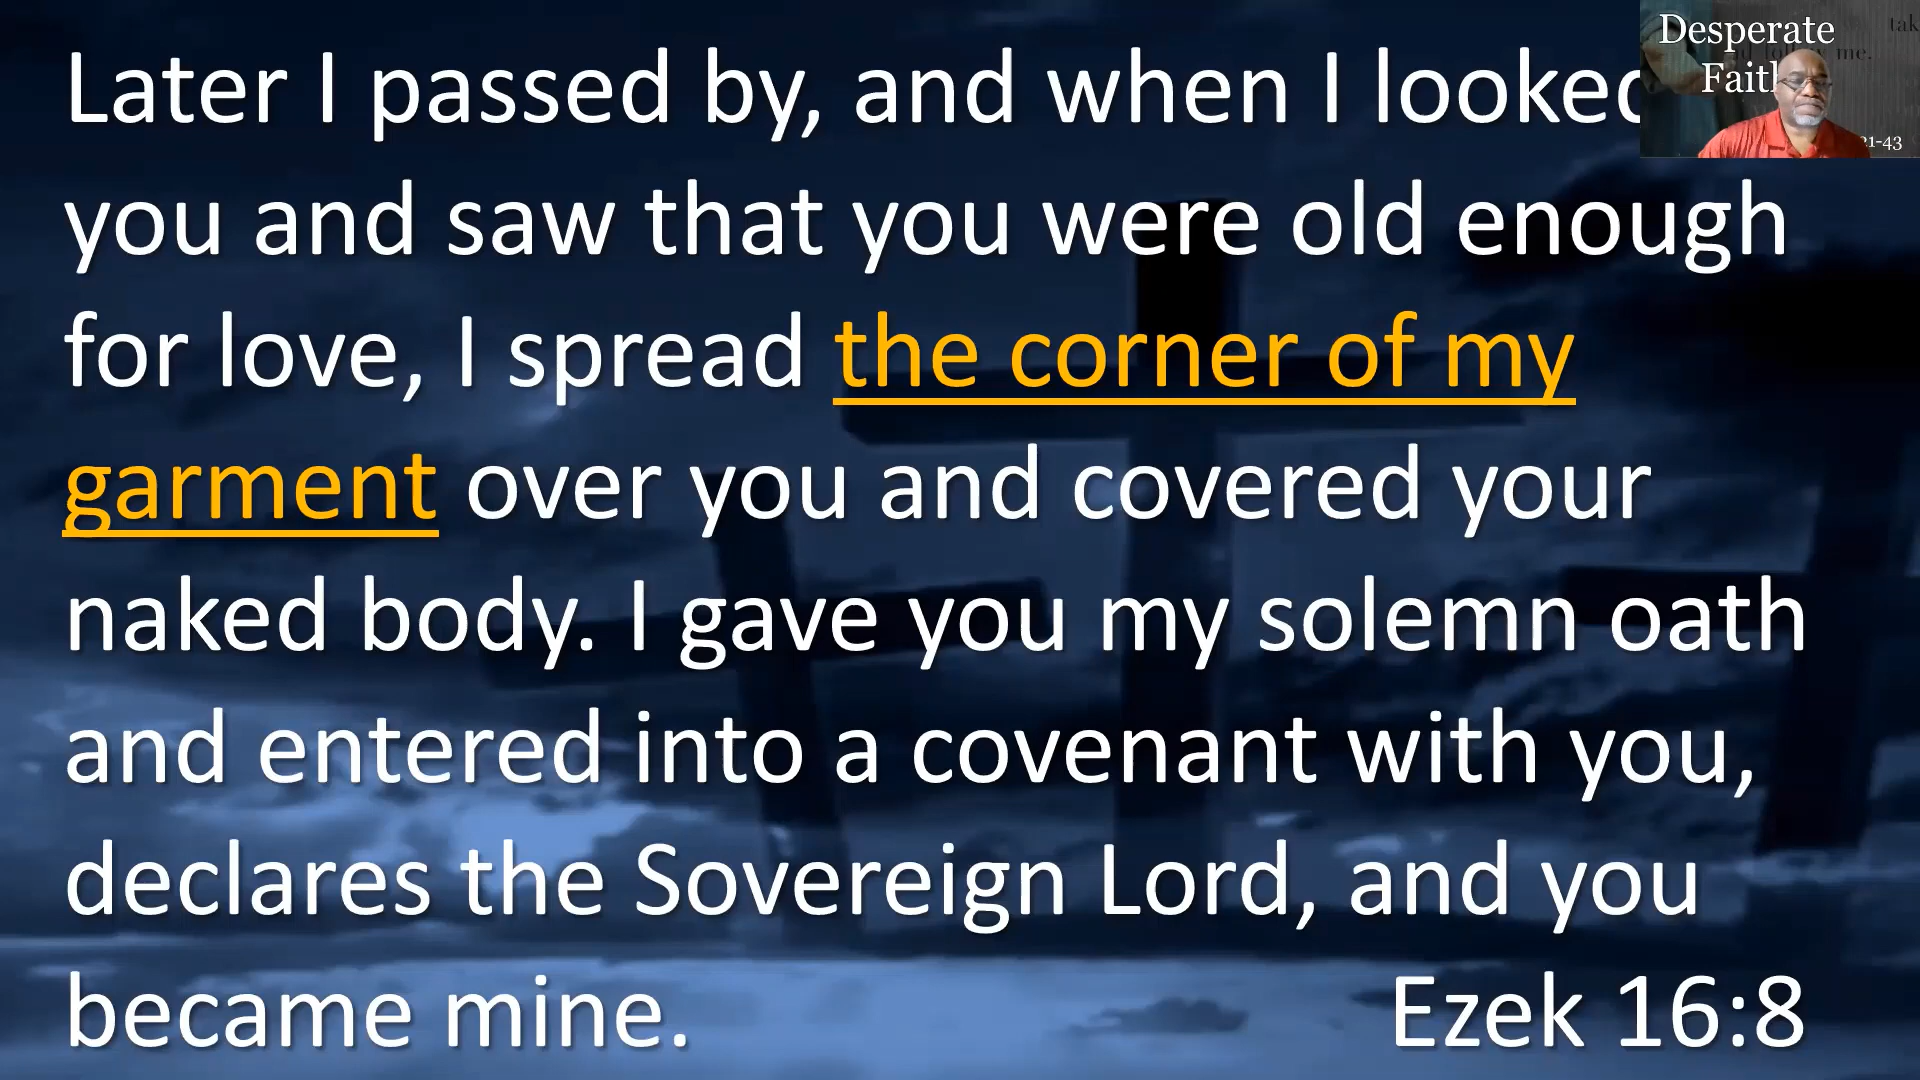 Later I passed by, and when I looked
you and saw that you were old enough
for love, I spread the corner of my
garment over you and covered your
naked body. I gave you my solemn oath
and entered into a covenant with you,
declares the Sovereign Lord, and you
became mine. Ezek 16:8
Desperate
me.